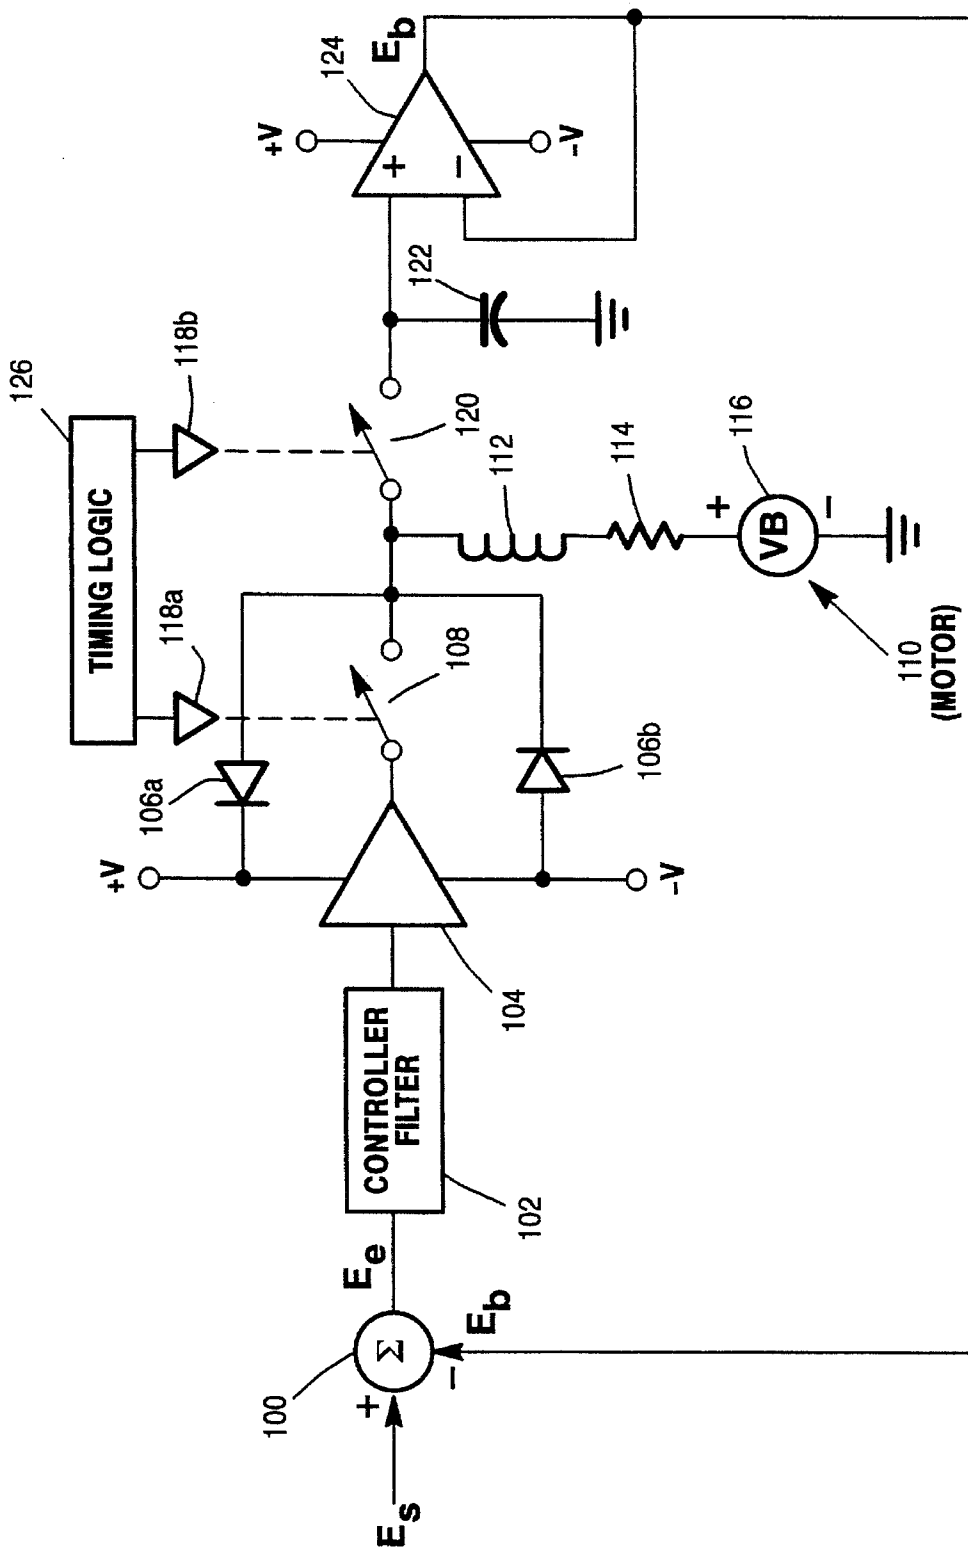 126
TIMING LOGIC
118a
118b
+V
106a
+V
124
E_b
+
−
-V
122
108
120
112
114
116
VB
+
−
110
(MOTOR)
106b
-V
104
CONTROLLER
FILTER
102
E_e
100
Σ
+
−
E_b
E_s